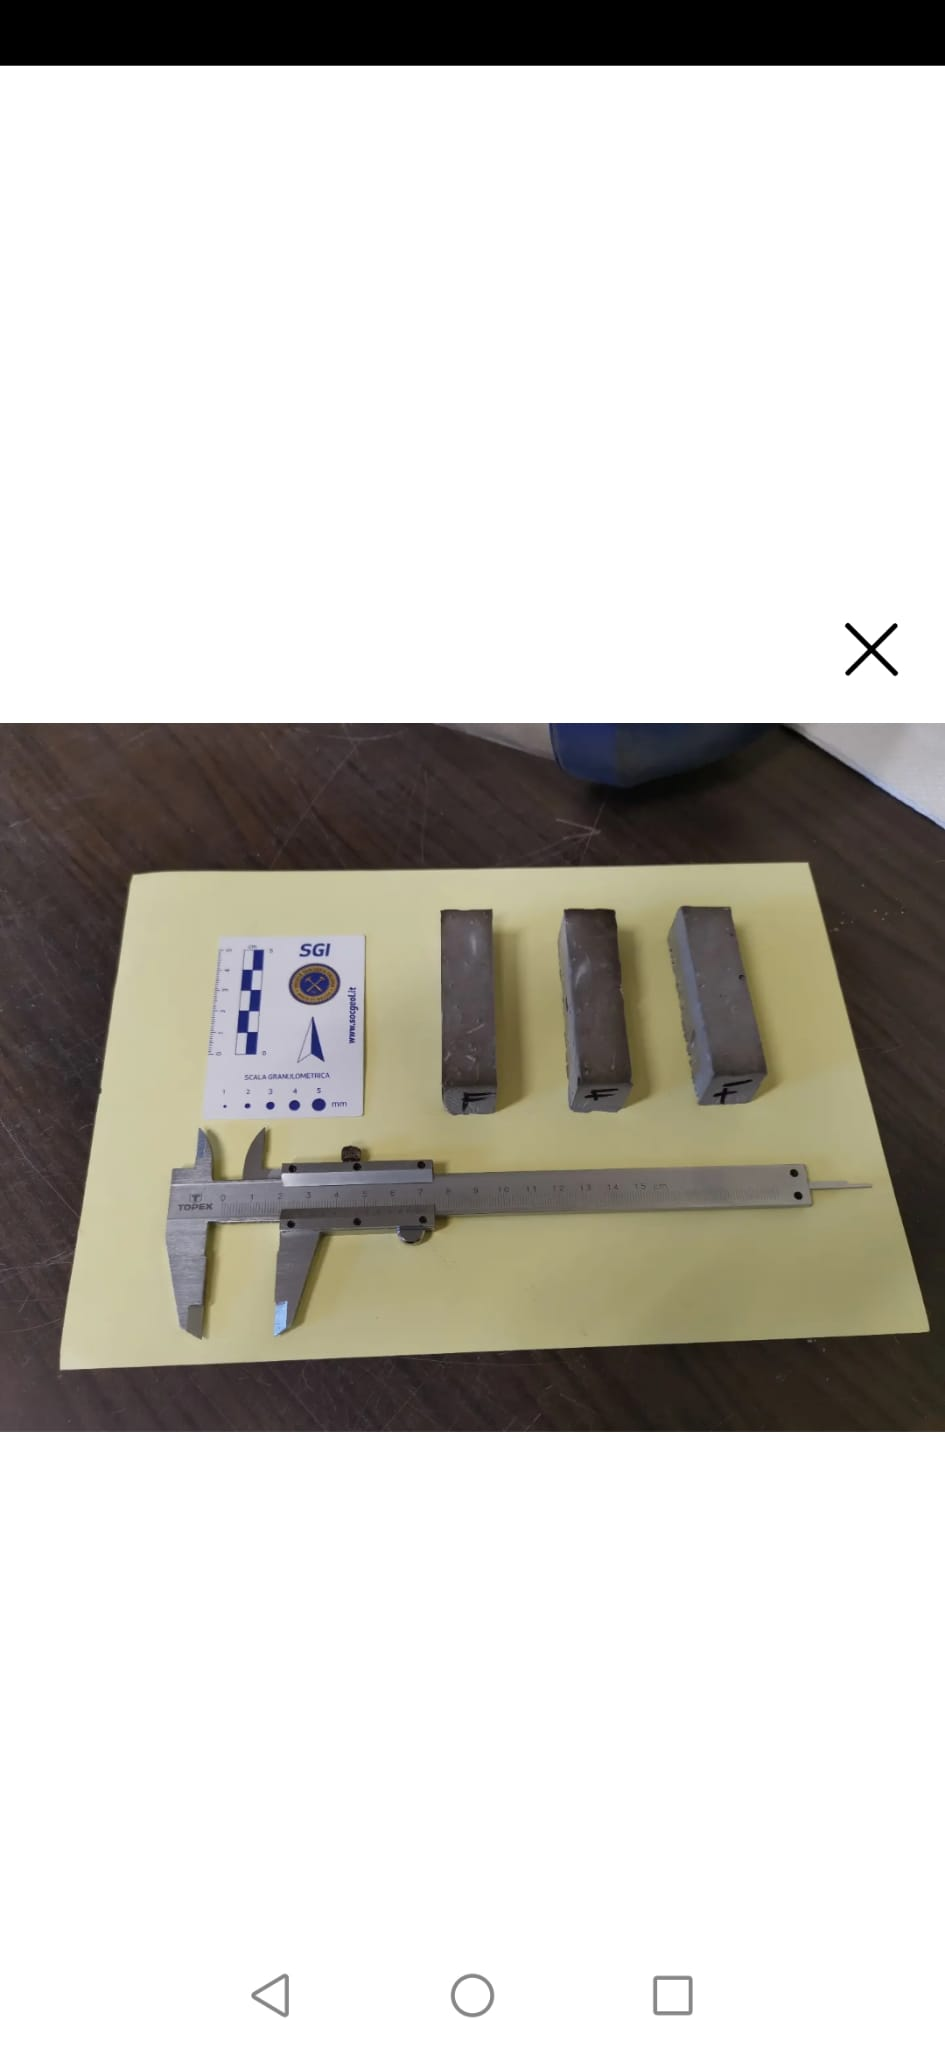 cm
5
0
m
4
3
2
1
0
SGI
www.socgeol.it
SCALA GRANULOMETRICA
1 2 3 4 5
mm
F
F
F
TOPEX
0 1 2 3 4 5 6 7 8 9 10 11 12 13 14 15 cm